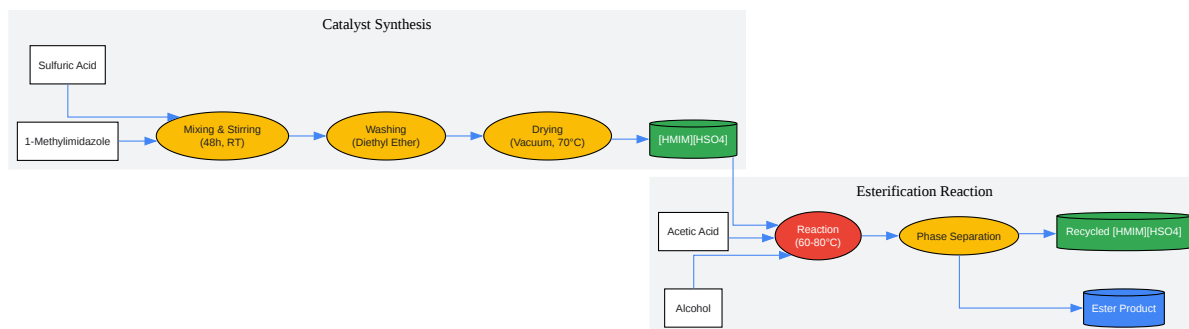 Catalyst Synthesis
Sulfuric Acid
1-Methylimidazole
Mixing & Stirring
(48h, RT)
Washing
(Diethyl Ether)
Drying
(Vacuum, 70°C)
[HMIM][HSO4]
Esterification Reaction
Acetic Acid
Alcohol
Reaction
(60-80°C)
Phase Separation
Recycled [HMIM][HSO4]
Ester Product